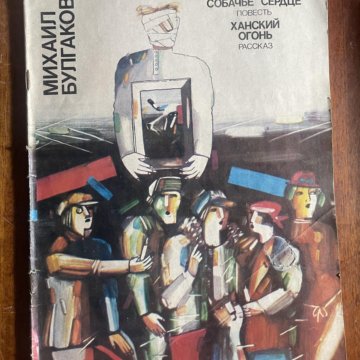 МИХАИЛ
БУЛГАКОВ
СОБАЧЬЕ СЕРДЦЕ
ПОВЕСТЬ
ХАНСКИЙ
ОГОНЬ
РАССКАЗ